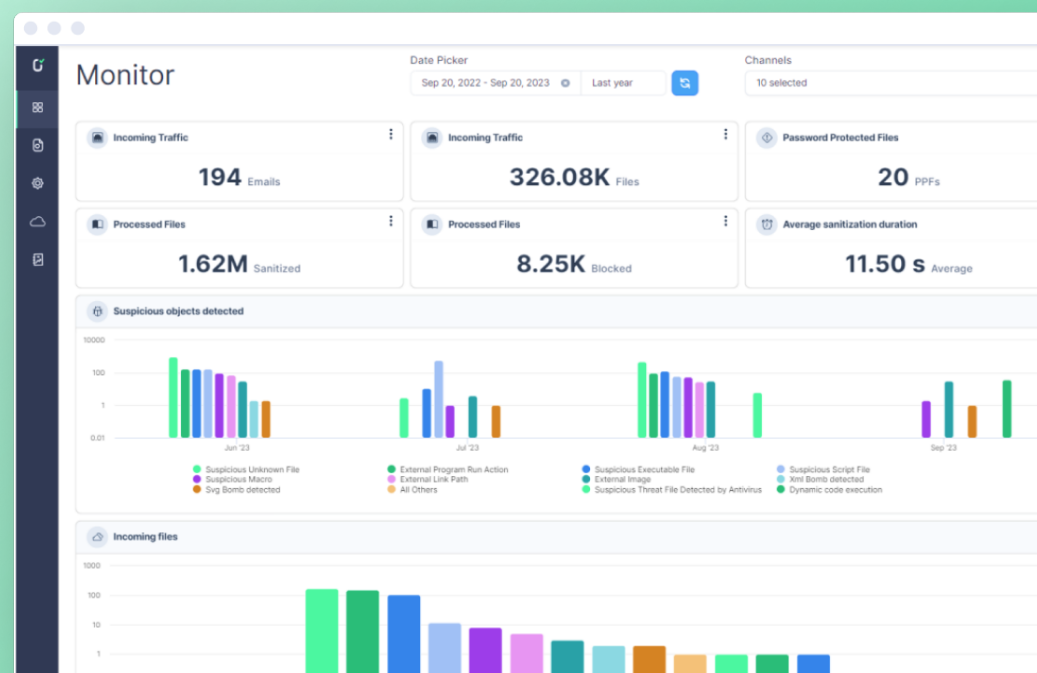 Monitor
Date Picker
Sep 20, 2022 - Sep 20, 2023 Last year
Channels
10 selected
Incoming Traffic
194 Emails
Incoming Traffic
326.08K Files
Password Protected Files
20 PPFs
Processed Files
1.62M Sanitized
Processed Files
8.25K Blocked
Average sanitization duration
11.50 s Average
Suspicious objects detected
10000
100
1
0.01
Jun '23 Jul '23 Aug '23 Sep '23
Suspicious Unknown File External Program Run Action Suspicious Executable File Suspicious Script File
Suspicious Macro External Link Path External Image Xml Bomb detected
Svg Bomb detected All Others Suspicious Threat File Detected by Antivirus Dynamic code execution
Incoming files
1000
100
10
1